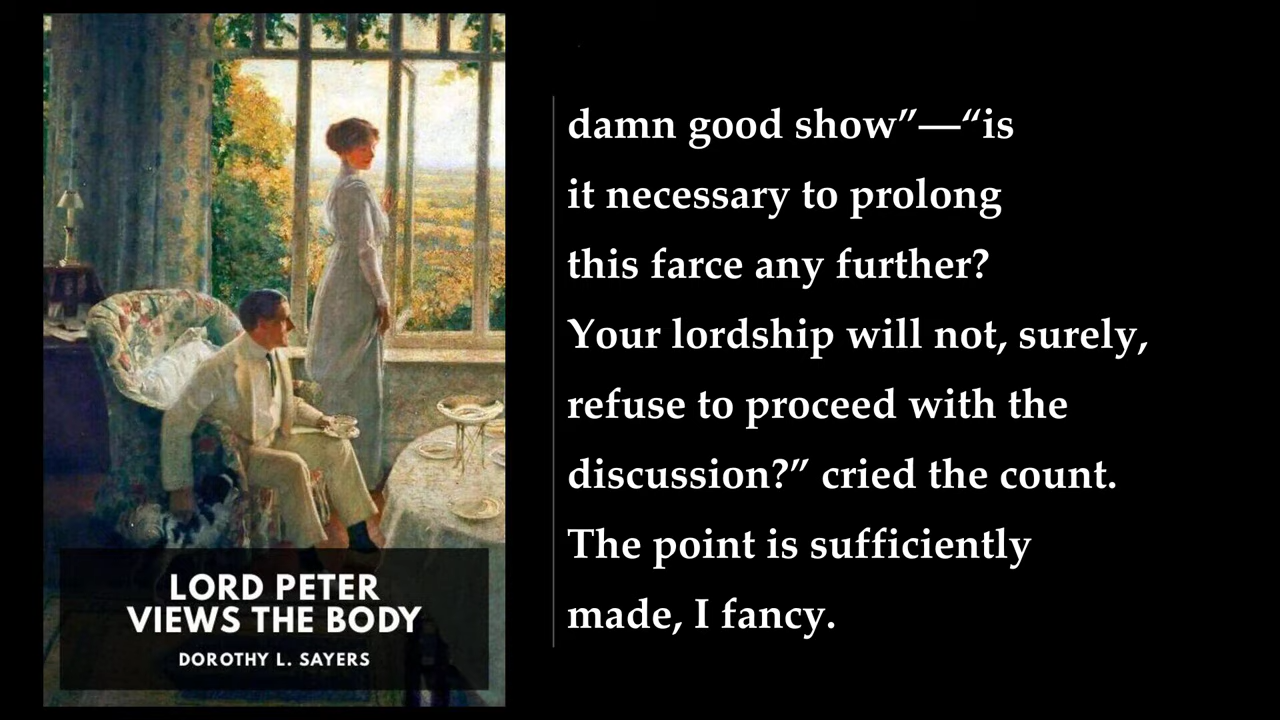 LORD PETER
VIEWS THE BODY
DOROTHY L. SAYERS
damn good show”—“is
it necessary to prolong
this farce any further?
Your lordship will not, surely,
refuse to proceed with the
discussion?” cried the count.
The point is sufficiently
made, I fancy.